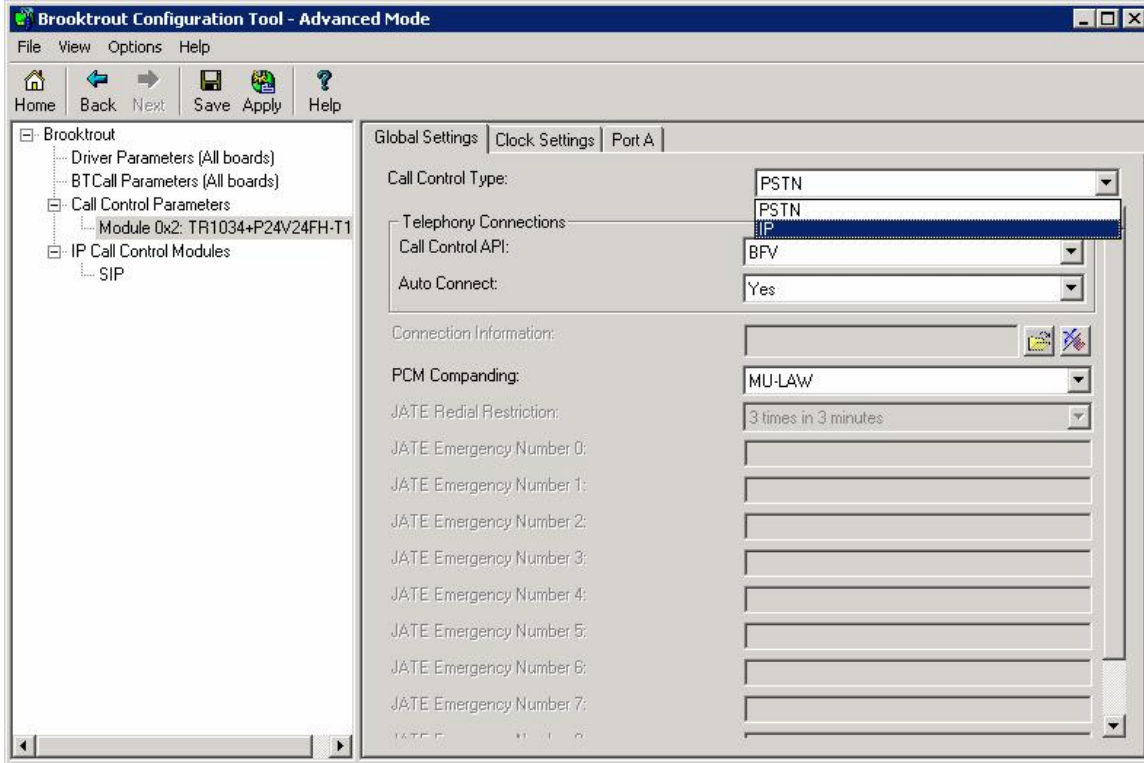 Brooktrout Configuration Tool - Advanced Mode
File View Options Help
Home Back Next Save Apply Help
Brooktrout
Driver Parameters (All boards)
BTCall Parameters (All boards)
Call Control Parameters
Module 0x2: TR1034+P24V24FH-T1
IP Call Control Modules
SIP
Global Settings Clock Settings Port A
Call Control Type: PSTN
PSTN
IP
Telephony Connections
Call Control API: BFV
Auto Connect: Yes
Connection Information:
PCM Companding: MU-LAW
JATE Redial Restriction: 3 times in 3 minutes
JATE Emergency Number 0:
JATE Emergency Number 1:
JATE Emergency Number 2:
JATE Emergency Number 3:
JATE Emergency Number 4:
JATE Emergency Number 5:
JATE Emergency Number 6:
JATE Emergency Number 7: